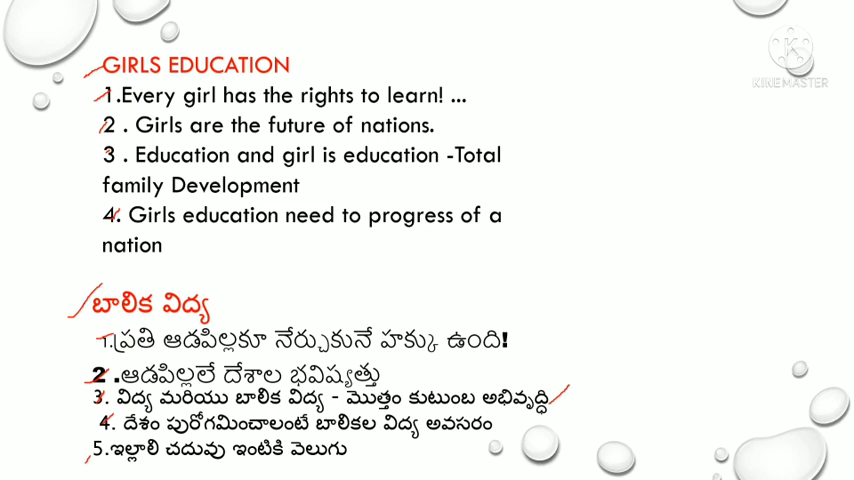 GIRLS EDUCATION
1.Every girl has the rights to learn! ...
2 . Girls are the future of nations.
3 . Education and girl is education -Total
family Development
4. Girls education need to progress of a
nation
KINEMASTER
బాలిక విద్య
1.ప్రతి ఆడపిల్లకూ నేర్చుకునే హక్కు ఉంది!
2 .ఆడపిల్లలే దేశాల భవిష్యత్తు
3. విద్య మరియు బాలిక విద్య - మొత్తం కుటుంబ అభివృద్ధి
4. దేశం పురోగమించాలంటే బాలికల విద్య అవసరం
5.ఇల్లాలి చదువు ఇంటికి వెలుగు